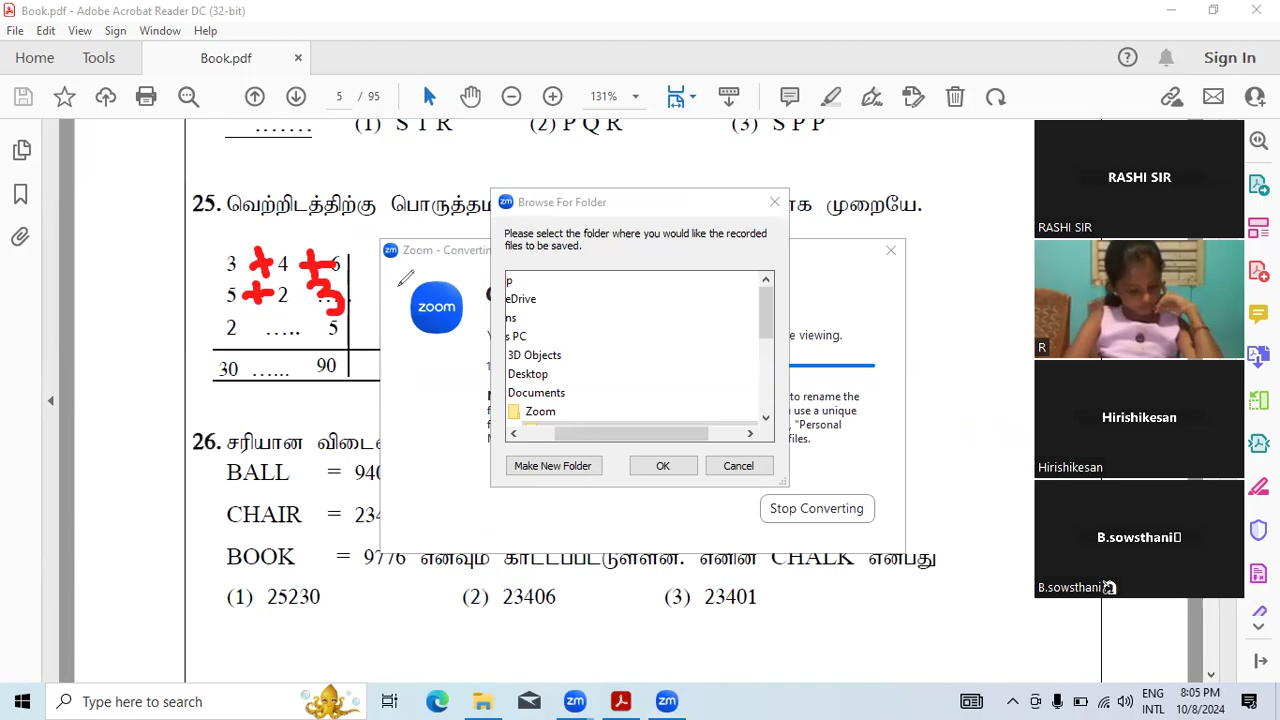 Book.pdf - Adobe Acrobat Reader DC (32-bit)
File Edit View Sign Window Help
Home Tools Book.pdf × Sign In
5 / 95 131%
....... (1) S T R (2) P Q R (3) S P P
25. வெற்றிடத்திற்கு பொருத்தம ாக முறையே.
3 + 4 + 6
5 + 2 ... 3
2 ..... 5
30 ...... 90
26. சரியான
BALL = 940
CHAIR = 234
BOOK = 9776 எனவும் காட்டப்பட்டுள்ளன. எனின் CHALK என்பது
(1) 25230 (2) 23406 (3) 23401
Zoom - Converting
zoom
e viewing.
to rename the
n use a unique
, "Personal
files.
Stop Converting
zm Browse For Folder
Please select the folder where you would like the recorded
files to be saved.
p
eDrive
ns
s PC
3D Objects
Desktop
Documents
Zoom
Make New Folder OK Cancel
RASHI SIR
RASHI SIR
R
Hirishikesan
Hirishikesan
B.sowsthani
B.sowsthani
Type here to search
ENG
INTL
8:05 PM
10/8/2024